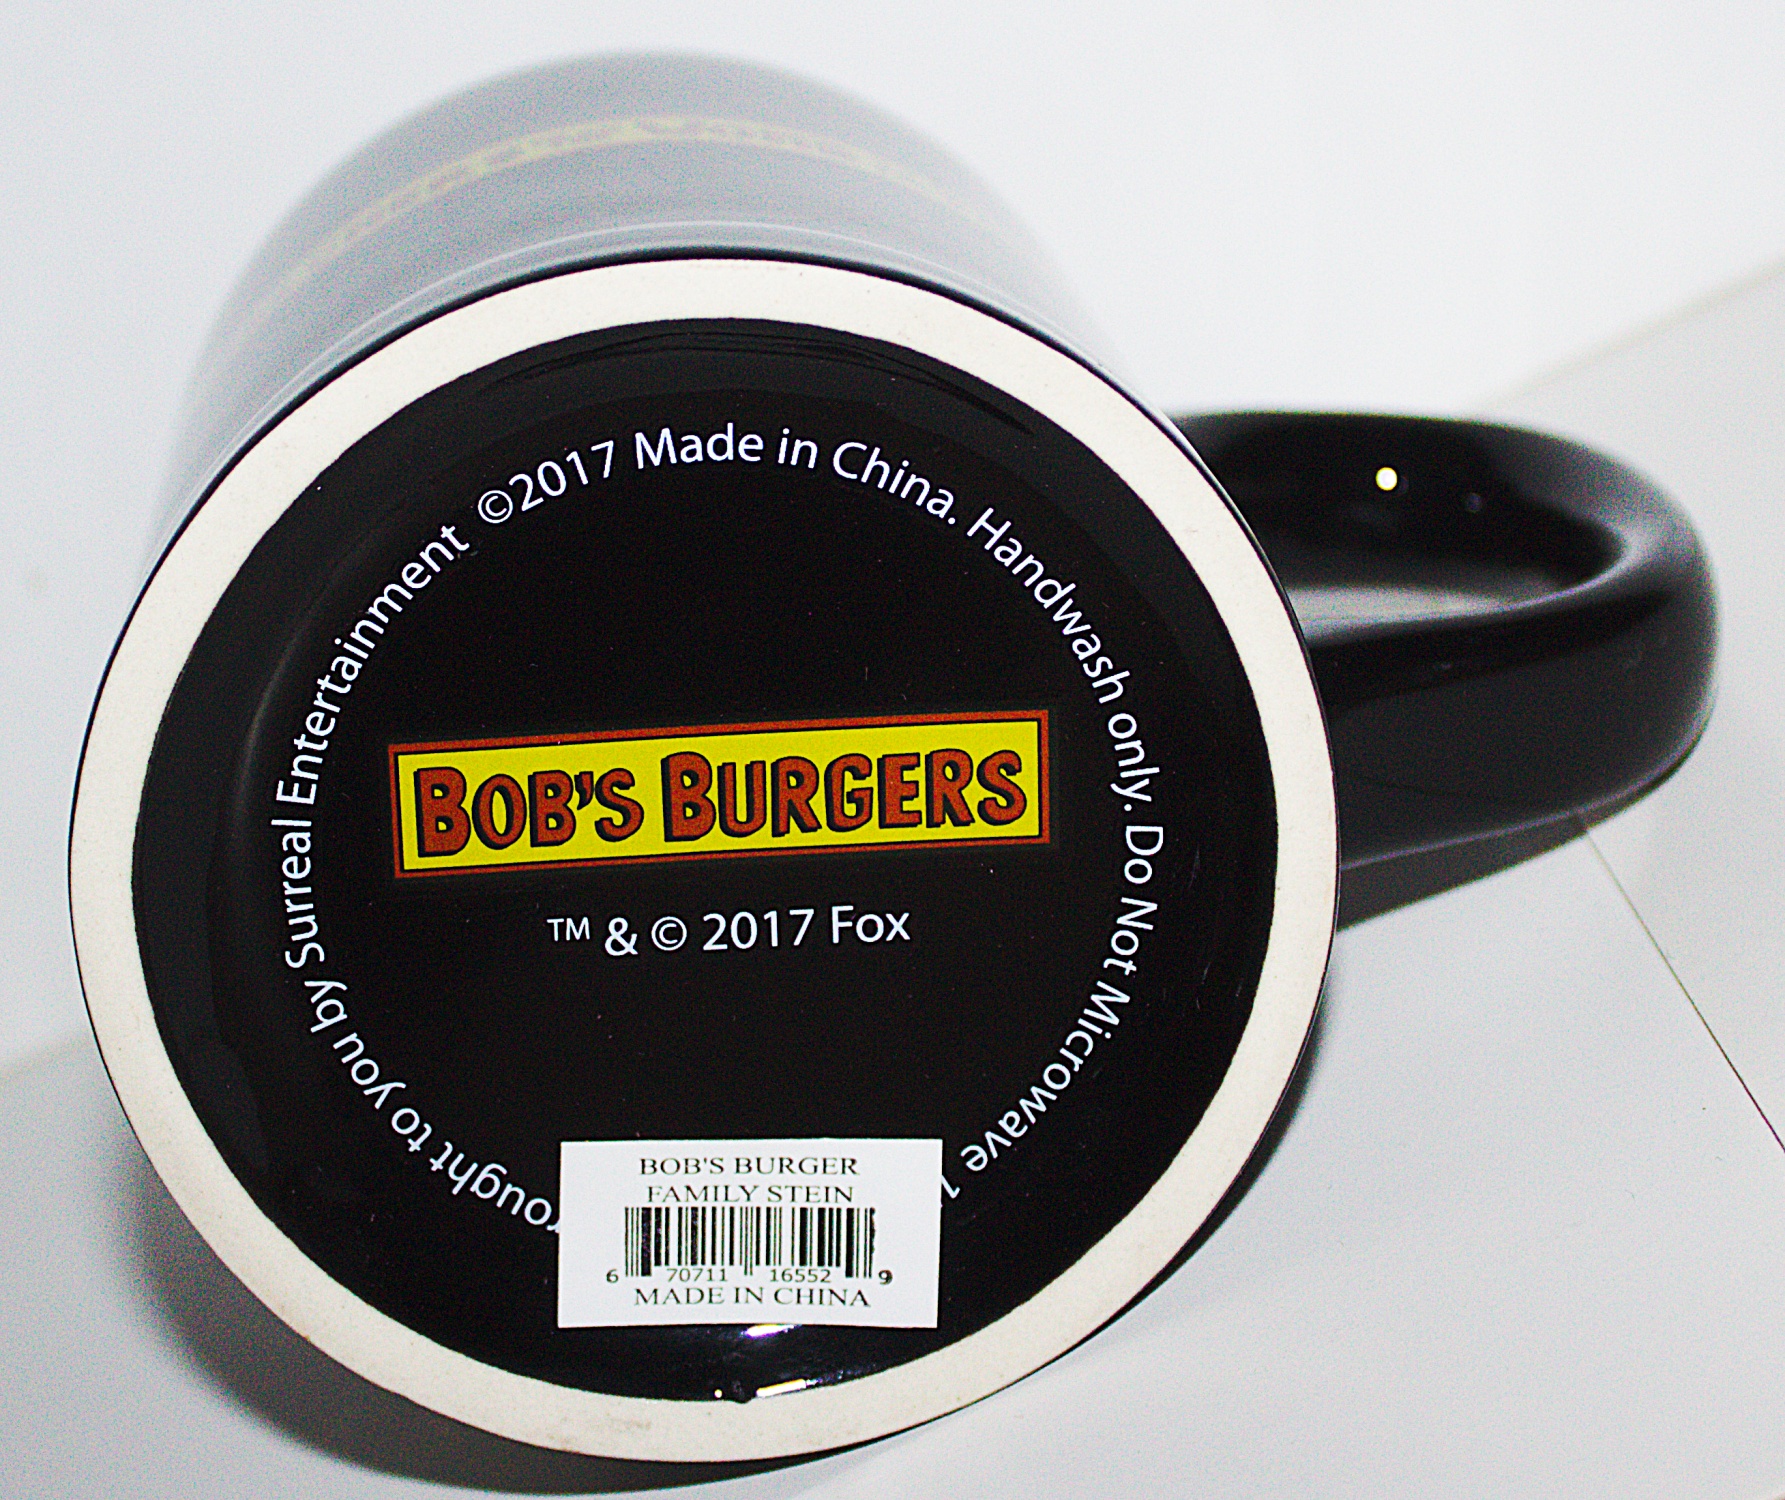 Surreal Entertainment ©2017 Made in China. Handwash only. Do Not Microwave
to you by
BOB'S BURGERS
TM & © 2017 Fox
BOB'S BURGER
FAMILY STEIN
6 70711 16552 9
MADE IN CHINA